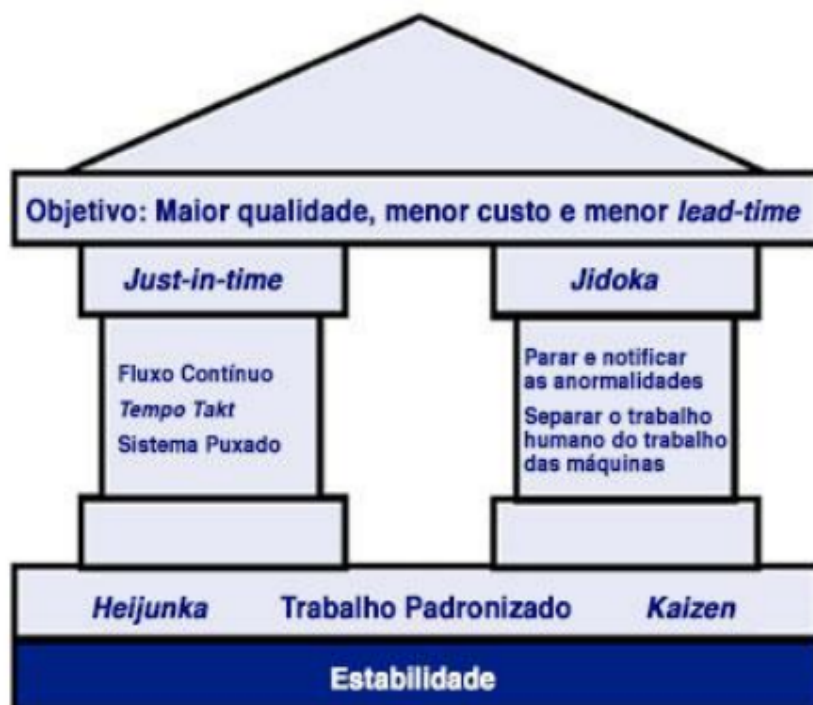 Objetivo: Maior qualidade, menor custo e menor lead-time
Just-in-time
Fluxo Contínuo
Tempo Takt
Sistema Puxado
Jidoka
Parar e notificar
as anormalidades
Separar o trabalho
humano do trabalho
das máquinas
Heijunka Trabalho Padronizado Kaizen
Estabilidade